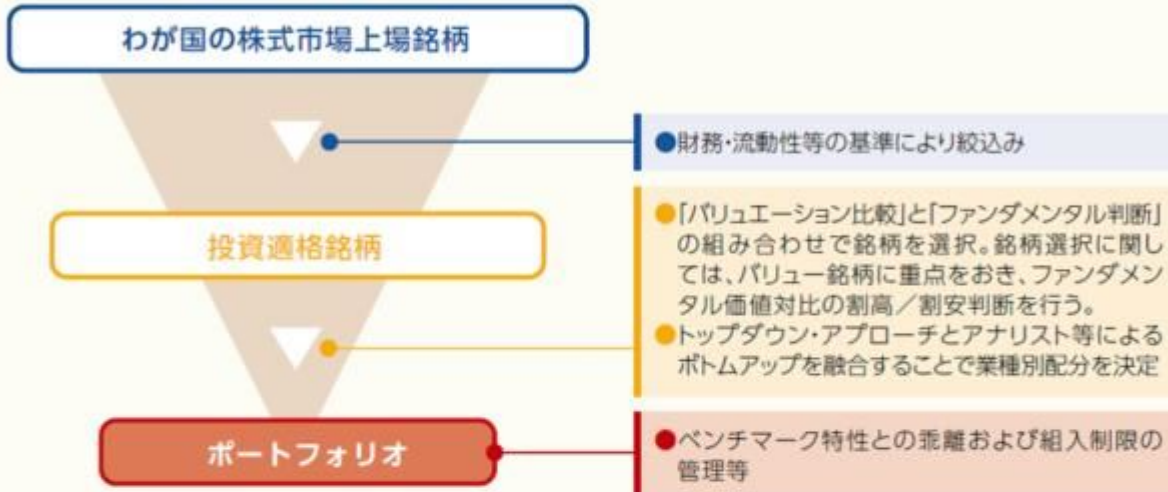 わが国の株式市場上場銘柄
●財務・流動性等の基準により絞込み
投資適格銘柄
●「バリュエーション比較」と「ファンダメンタル判断」
の組み合わせで銘柄を選択。銘柄選択に関し
ては、バリュー銘柄に重点をおき、ファンダメン
タル価値対比の割高／割安判断を行う。
●トップダウン・アプローチとアナリスト等による
ボトムアップを融合することで業種別配分を決定
ポートフォリオ
●ベンチマーク特性との乖離および組入制限の
管理等